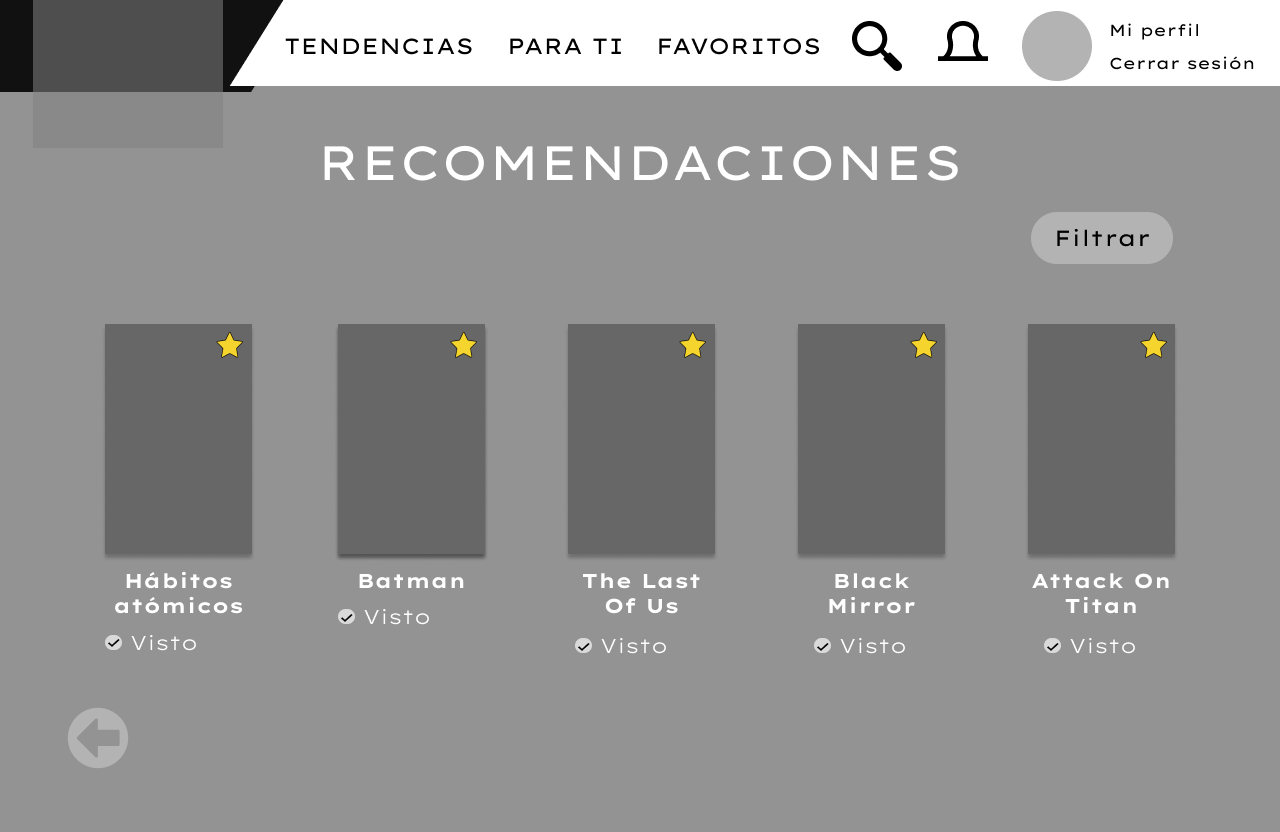 TENDENCIAS
PARA TI
FAVORITOS
Mi perfil
Cerrar sesión
RECOMENDACIONES
Filtrar
Hábitos
atómicos
Visto
Batman
Visto
The Last
Of Us
Visto
Black
Mirror
Visto
Attack On
Titan
Visto